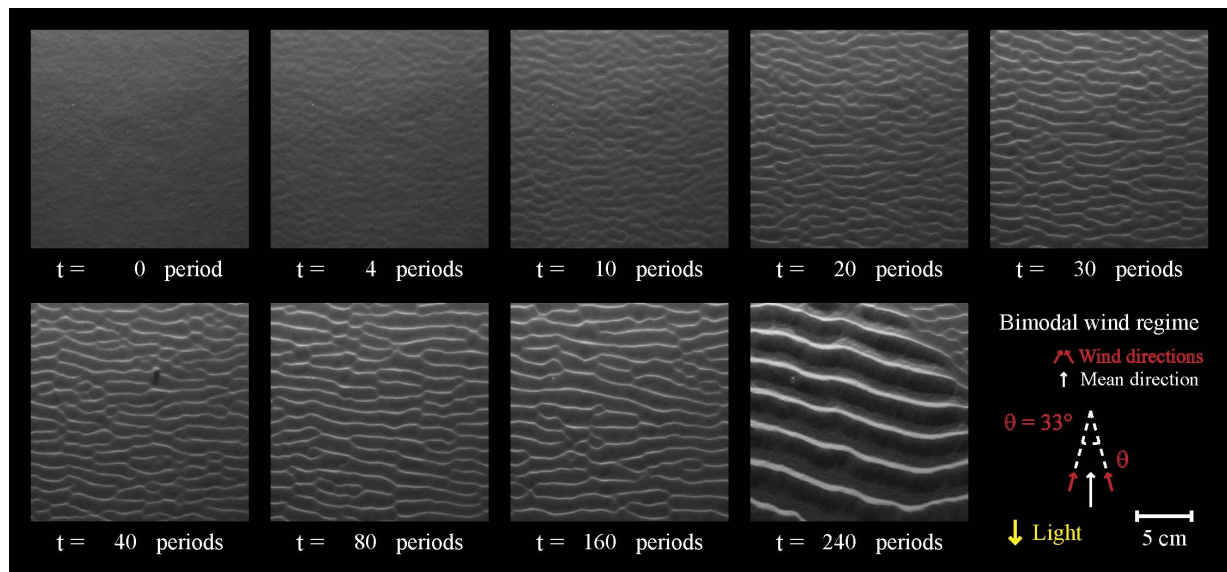 t = 0 period
t = 4 periods
t = 10 periods
t = 20 periods
t = 30 periods
t = 40 periods
t = 80 periods
t = 160 periods
t = 240 periods
Bimodal wind regime
Wind directions
Mean direction
θ = 33°
θ
Light
5 cm